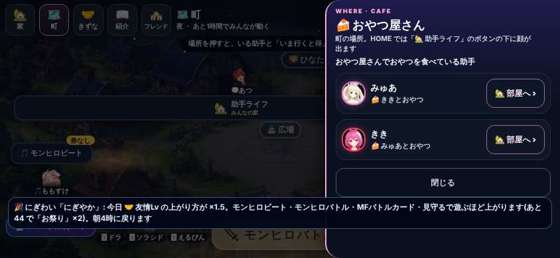 家
町
きずな
紹介
フレンド
🗺️ 町
夜 ・ あと1時間でみんなが動く
場所を押すと、いる助手と「いま行くと得
ひだ
あつ
🏡 助手ライフ
みんなの家
広場
券なし
🎵 モンヒロビート
🎵ももすけ
🎉 にぎわい「にぎやか」: 今日 🤝 友情Lv の上がり方が ×1.5。モンヒロビート・モンヒロバトル・MFバトルカード・見守るで遊ぶほど上がります(あと
44 で「お祭り」×2)。朝4時に戻ります
ドラ
ソラシド
えるぴん
モンヒロバト
WHERE · CAFE
🍰 おやつ屋さん
町の場所。HOME では「🏡 助手ライフ」のボタンの下に顔が
出ます
おやつ屋さんでおやつを食べている助手
みゅあ
🍰 ききとおやつ
🏡 部屋へ ›
きき
🍰 みゅあとおやつ
🏡 部屋へ ›
閉じる